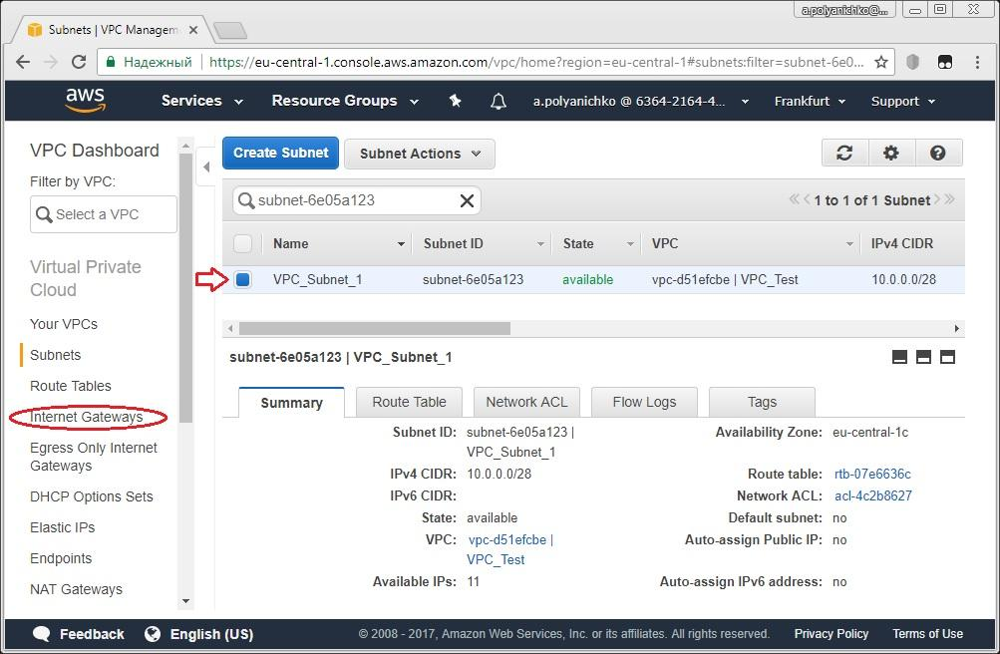 a.polyanichko@...
Subnets | VPC Managem
Надежный
https://eu-central-1.console.aws.amazon.com/vpc/home?region=eu-central-1#subnets:filter=subnet-6e0...
aws
Services
Resource Groups
a.polyanichko @ 6364-2164-4...
Frankfurt
Support
VPC Dashboard
Filter by VPC:
Select a VPC
Virtual Private
Cloud
Your VPCs
Subnets
Route Tables
Internet Gateways
Egress Only Internet
Gateways
DHCP Options Sets
Elastic IPs
Endpoints
NAT Gateways
Create Subnet
Subnet Actions
subnet-6e05a123
1 to 1 of 1 Subnet
Name Subnet ID State VPC IPv4 CIDR
VPC_Subnet_1 subnet-6e05a123 available vpc-d51efcbe | VPC_Test 10.0.0.0/28
subnet-6e05a123 | VPC_Subnet_1
Summary Route Table Network ACL Flow Logs Tags
Subnet ID: subnet-6e05a123 |
VPC_Subnet_1
IPv4 CIDR: 10.0.0.0/28
IPv6 CIDR:
State: available
VPC: vpc-d51efcbe |
VPC_Test
Available IPs: 11
Availability Zone: eu-central-1c
Route table: rtb-07e6636c
Network ACL: acl-4c2b8627
Default subnet: no
Auto-assign Public IP: no
Auto-assign IPv6 address: no
Feedback
English (US)
© 2008 - 2017, Amazon Web Services, Inc. or its affiliates. All rights reserved.
Privacy Policy
Terms of Use